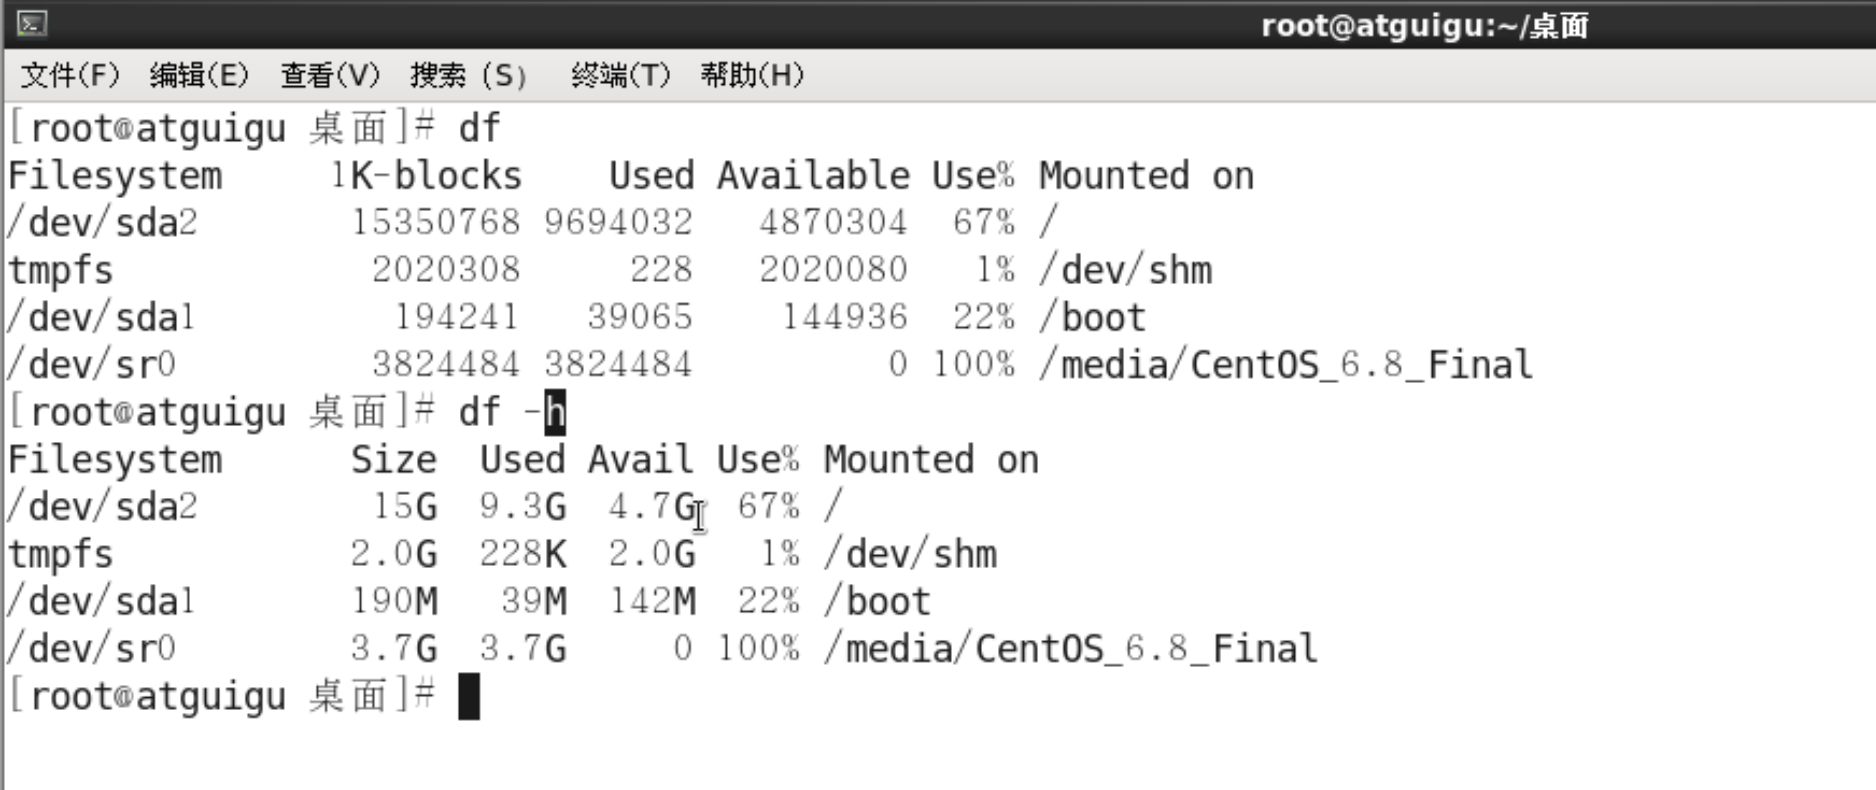 root@atguigu:~/桌面
文件(F) 编辑(E) 查看(V) 搜索 (S) 终端(T) 帮助(H)
[root@atguigu 桌面]# df
Filesystem     1K-blocks    Used Available Use% Mounted on
/dev/sda2       15350768 9694032   4870304  67% /
tmpfs            2020308     228   2020080   1% /dev/shm
/dev/sda1         194241   39065    144936  22% /boot
/dev/sr0         3824484 3824484         0 100% /media/CentOS_6.8_Final
[root@atguigu 桌面]# df -h
Filesystem      Size  Used Avail Use% Mounted on
/dev/sda2        15G  9.3G  4.7G  67% /
tmpfs           2.0G  228K  2.0G   1% /dev/shm
/dev/sda1       190M   39M  142M  22% /boot
/dev/sr0        3.7G  3.7G     0 100% /media/CentOS_6.8_Final
[root@atguigu 桌面]#